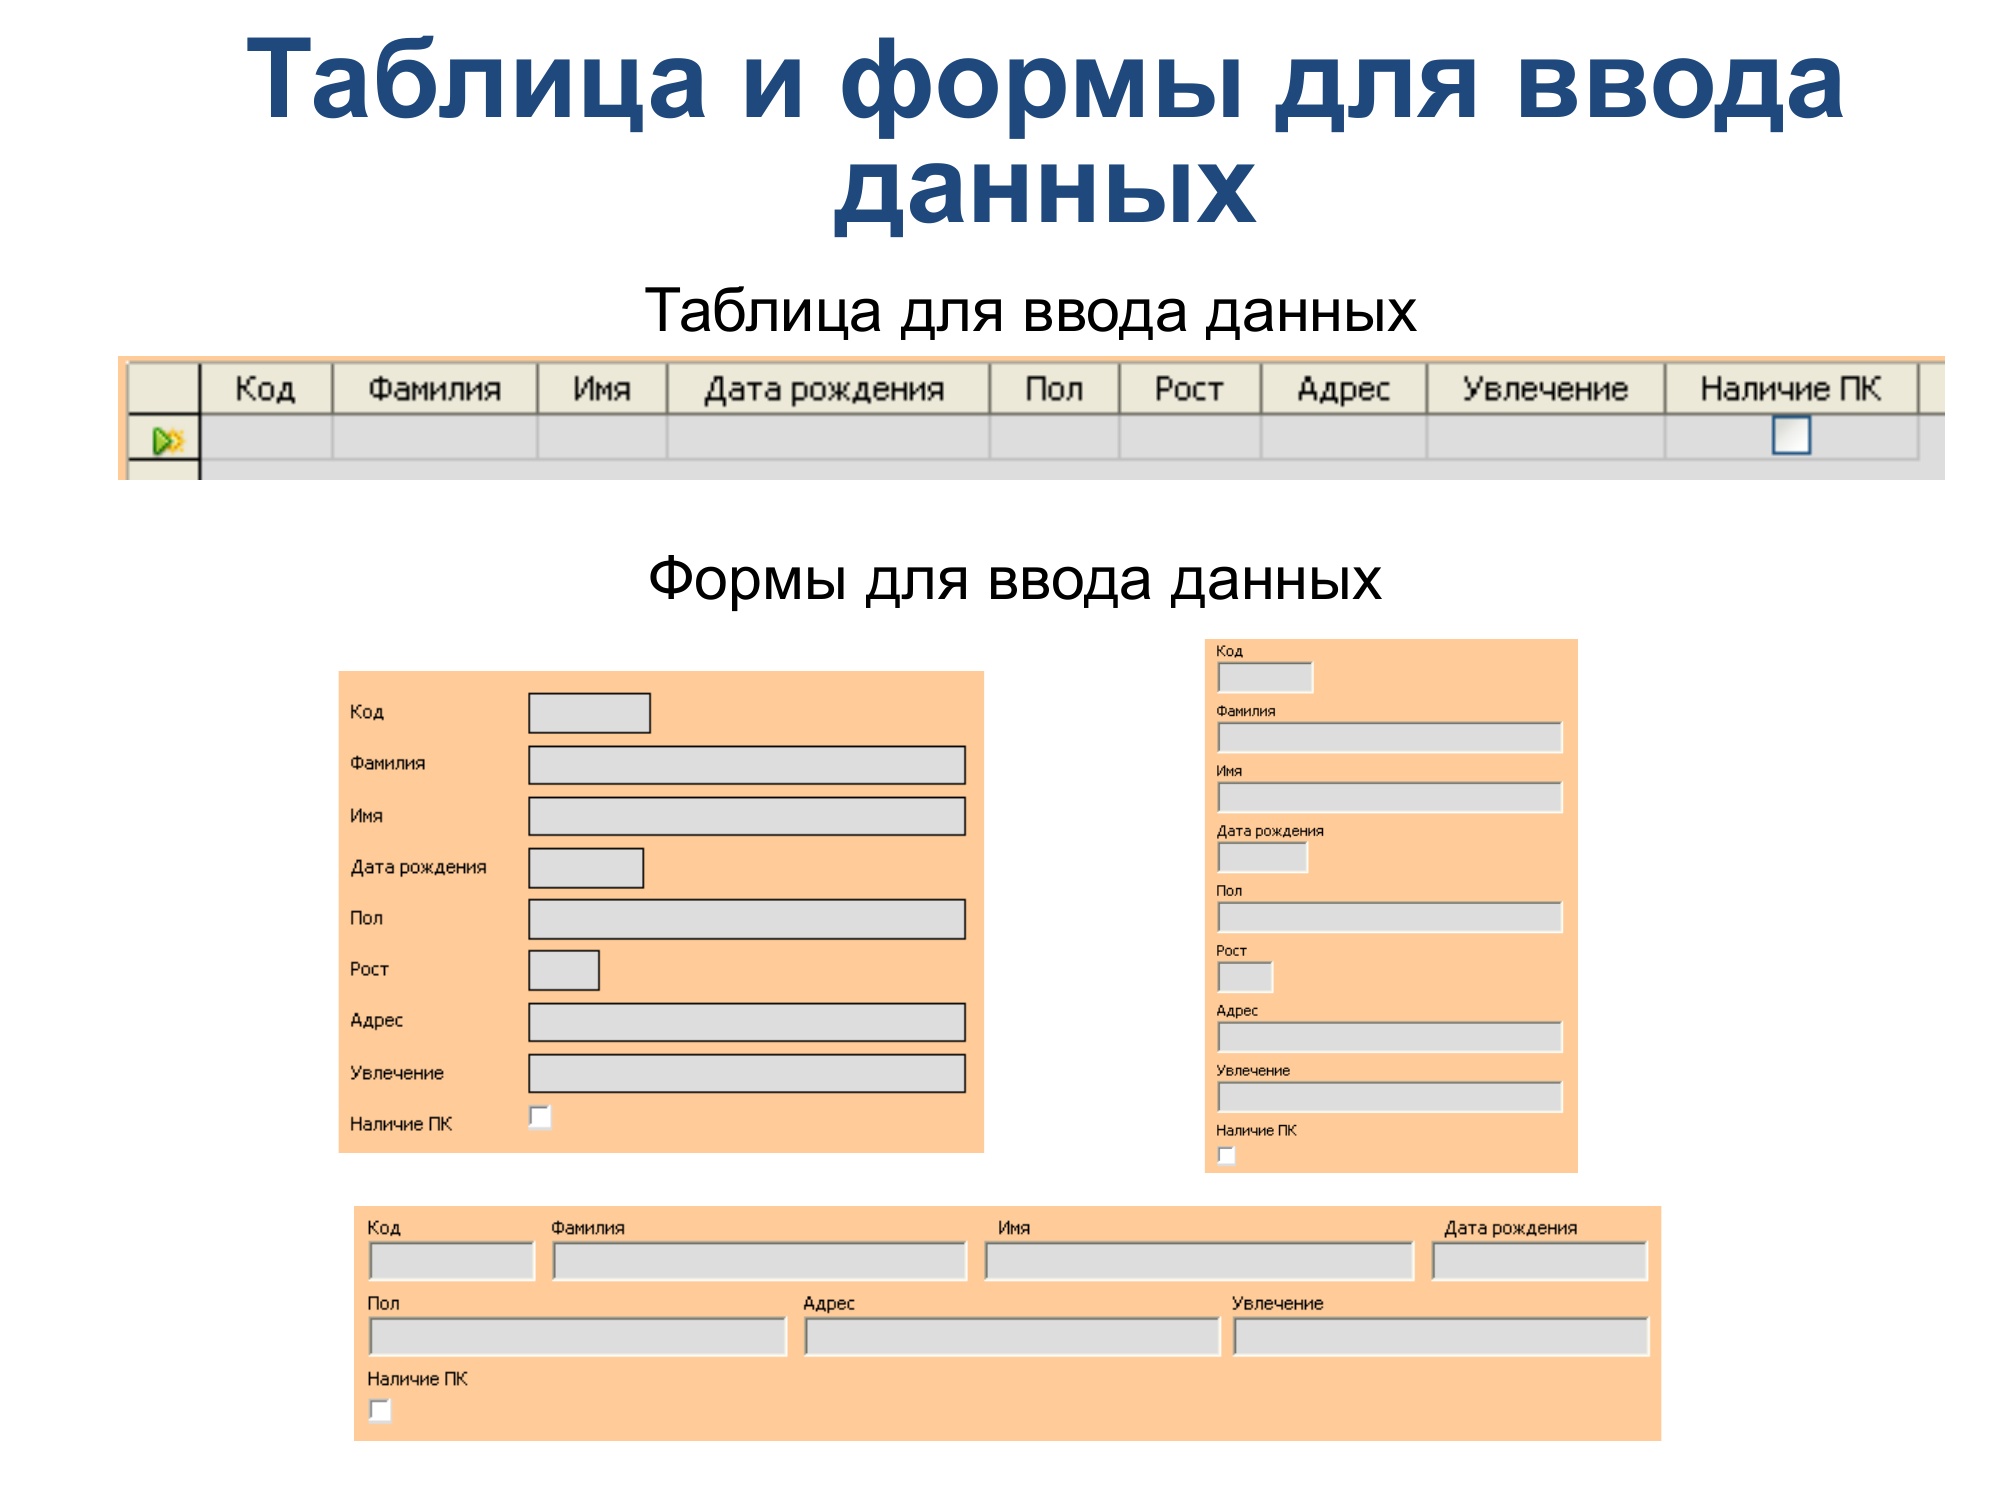 Таблица и формы для ввода
данных
Таблица для ввода данных
Код Фамилия Имя Дата рождения Пол Рост Адрес Увлечение Наличие ПК
Формы для ввода данных
Код
Фамилия
Имя
Дата рождения
Пол
Рост
Адрес
Увлечение
Наличие ПК
Код
Фамилия
Имя
Дата рождения
Пол
Рост
Адрес
Увлечение
Наличие ПК
Код Фамилия Имя Дата рождения
Пол Адрес Увлечение
Наличие ПК